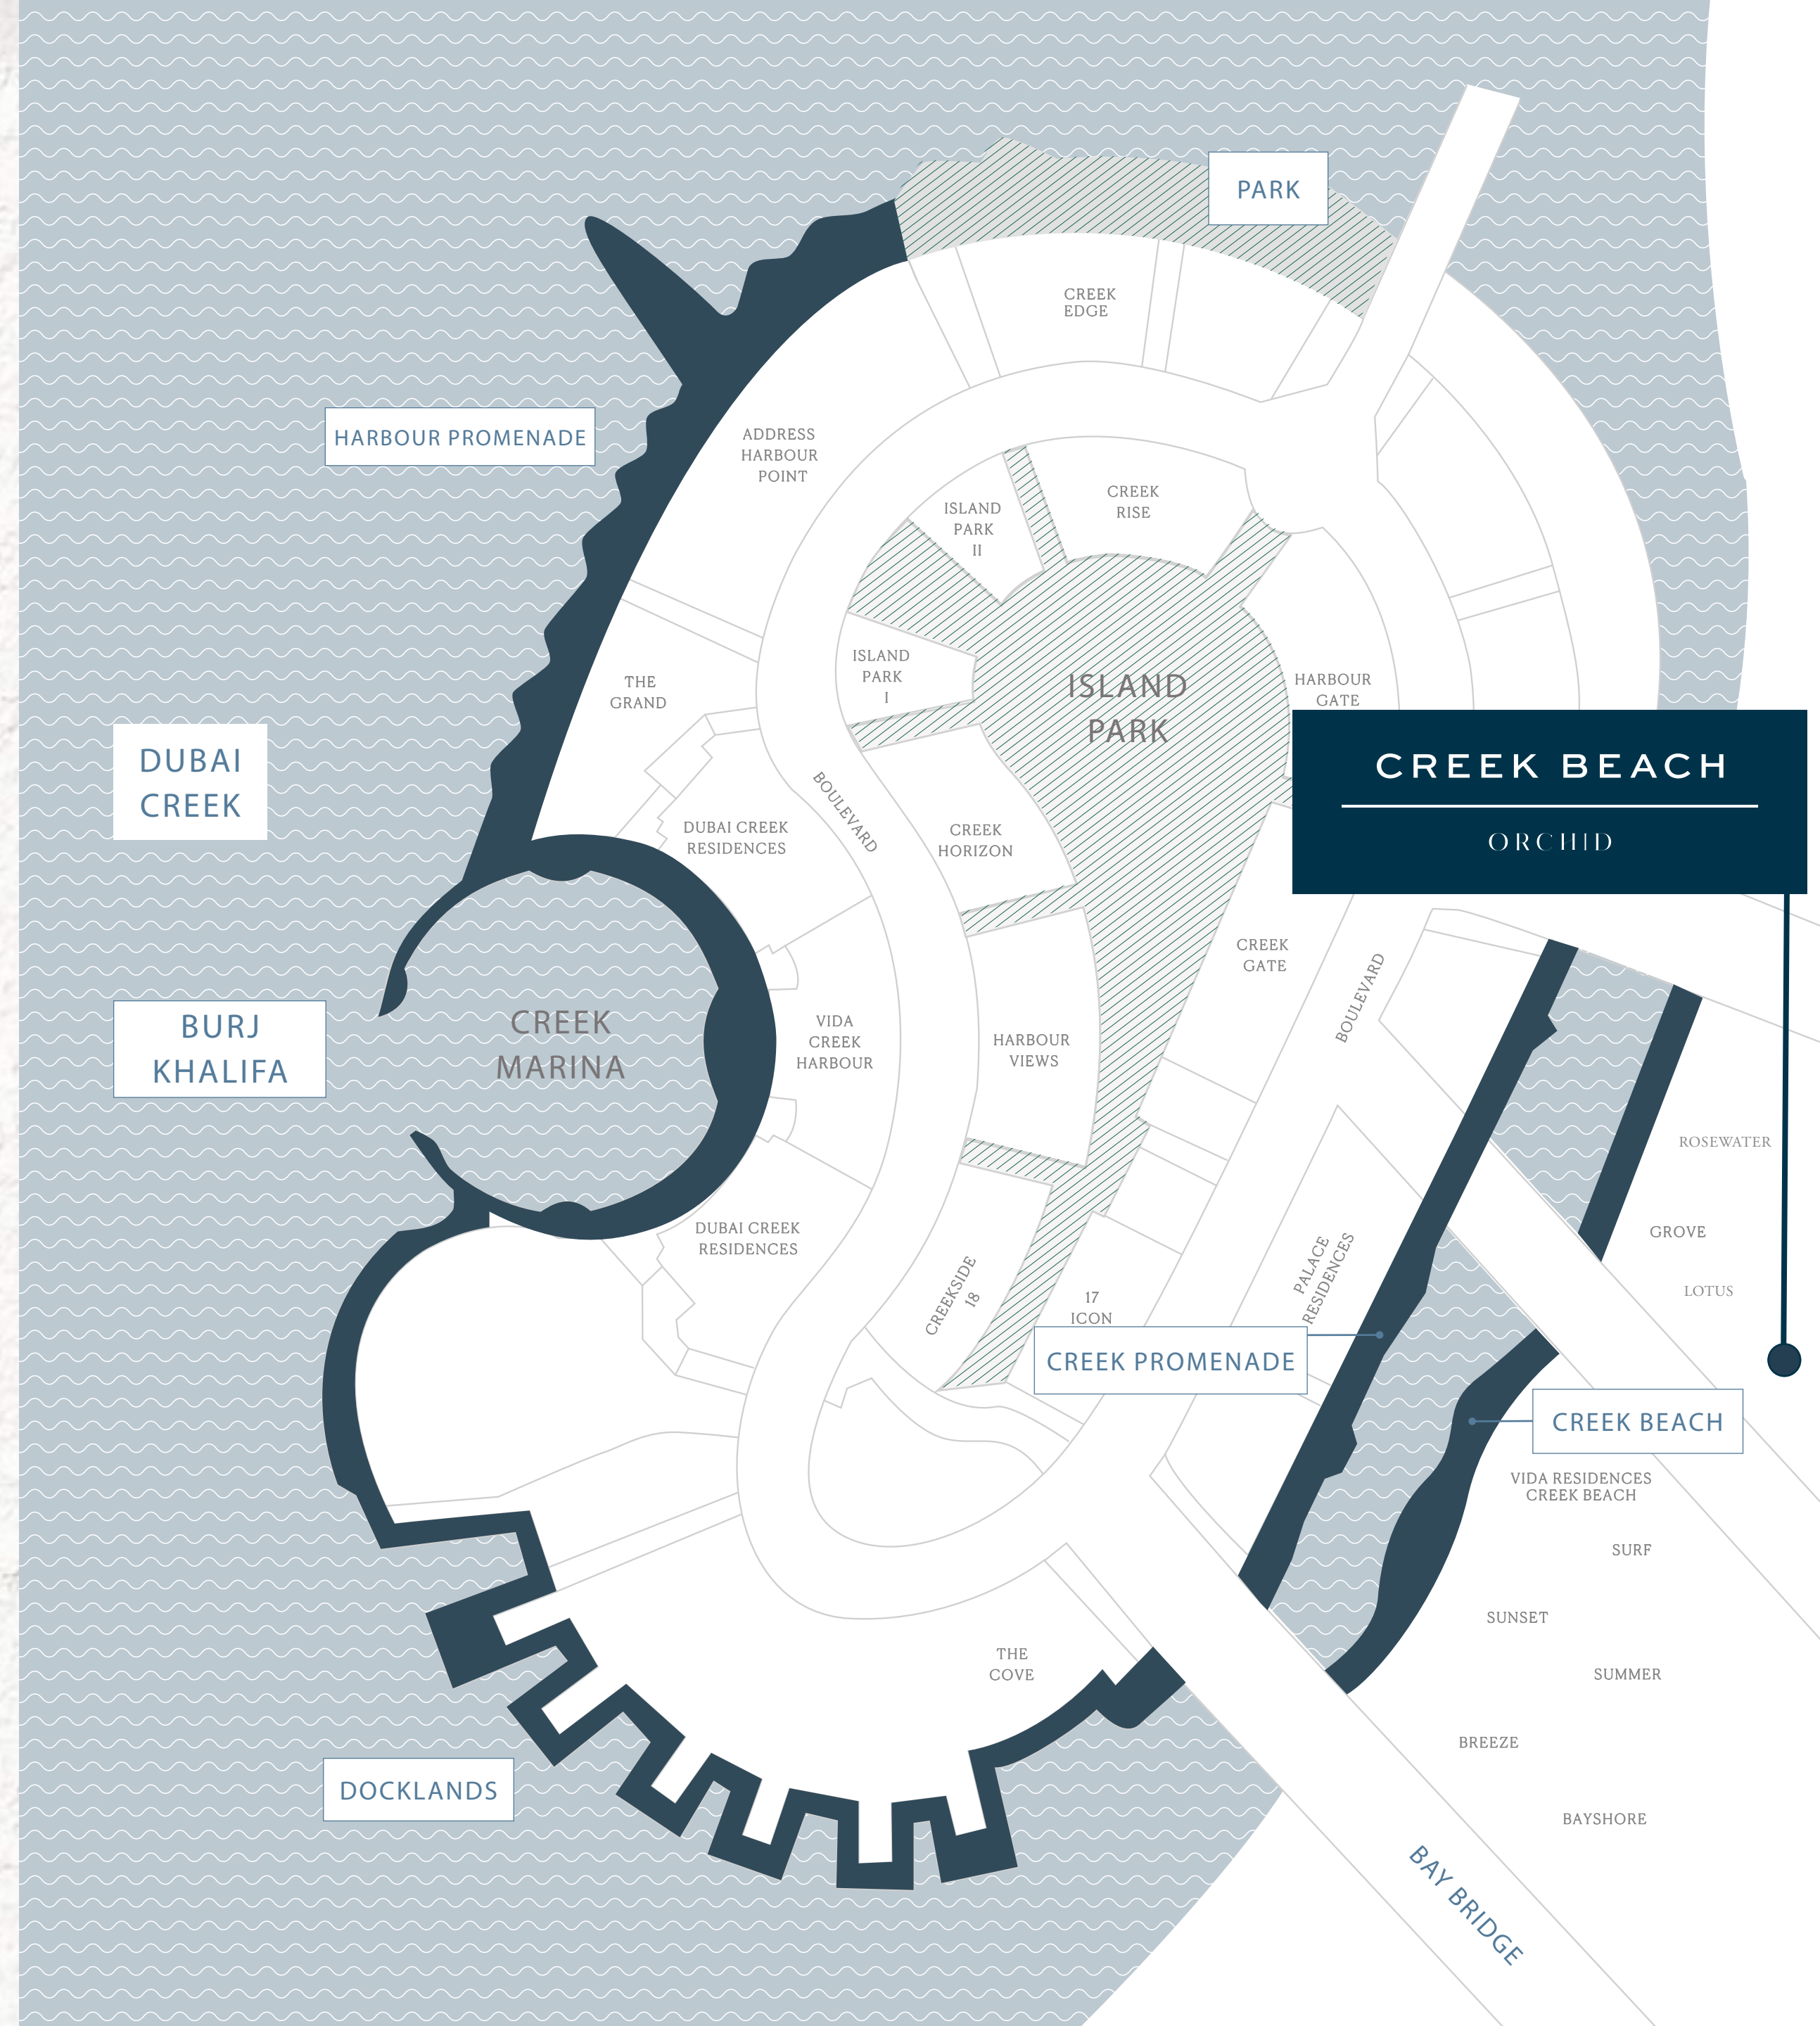 PARK
CREEK
EDGE
HARBOUR PROMENADE
ADDRESS
HARBOUR
POINT
CREEK
RISE
ISLAND
PARK
II
ISLAND
PARK
I
ISLAND
PARK
HARBOUR
GATE
THE
GRAND
DUBAI
CREEK
CREEK BEACH
ORCHID
BOULEVARD
DUBAI CREEK
RESIDENCES
CREEK
HORIZON
CREEK
GATE
BOULEVARD
BURJ
KHALIFA
CREEK
MARINA
VIDA
CREEK
HARBOUR
HARBOUR
VIEWS
ROSEWATER
DUBAI CREEK
RESIDENCES
GROVE
PALACE
RESIDENCES
CREEKSIDE
18
17
ICON
LOTUS
CREEK PROMENADE
CREEK BEACH
VIDA RESIDENCES
CREEK BEACH
SURF
SUNSET
THE
COVE
SUMMER
BREEZE
DOCKLANDS
BAYSHORE
BAY BRIDGE